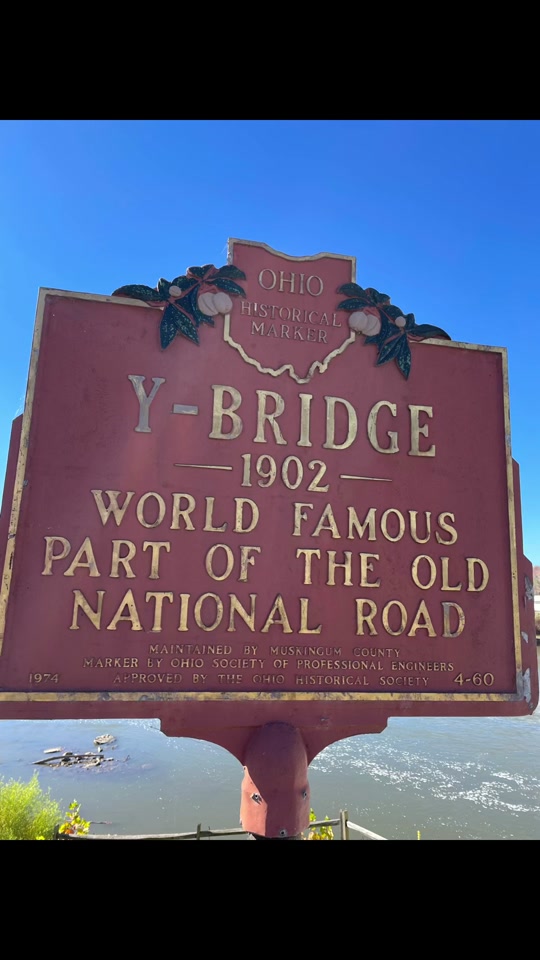 OHIO
HISTORICAL
MARKER
Y-BRIDGE
1902
WORLD FAMOUS
PART OF THE OLD
NATIONAL ROAD
MAINTAINED BY MUSKINGUM COUNTY
MARKER BY OHIO SOCIETY OF PROFESSIONAL ENGINEERS
1974 APPROVED BY THE OHIO HISTORICAL SOCIETY 4-60